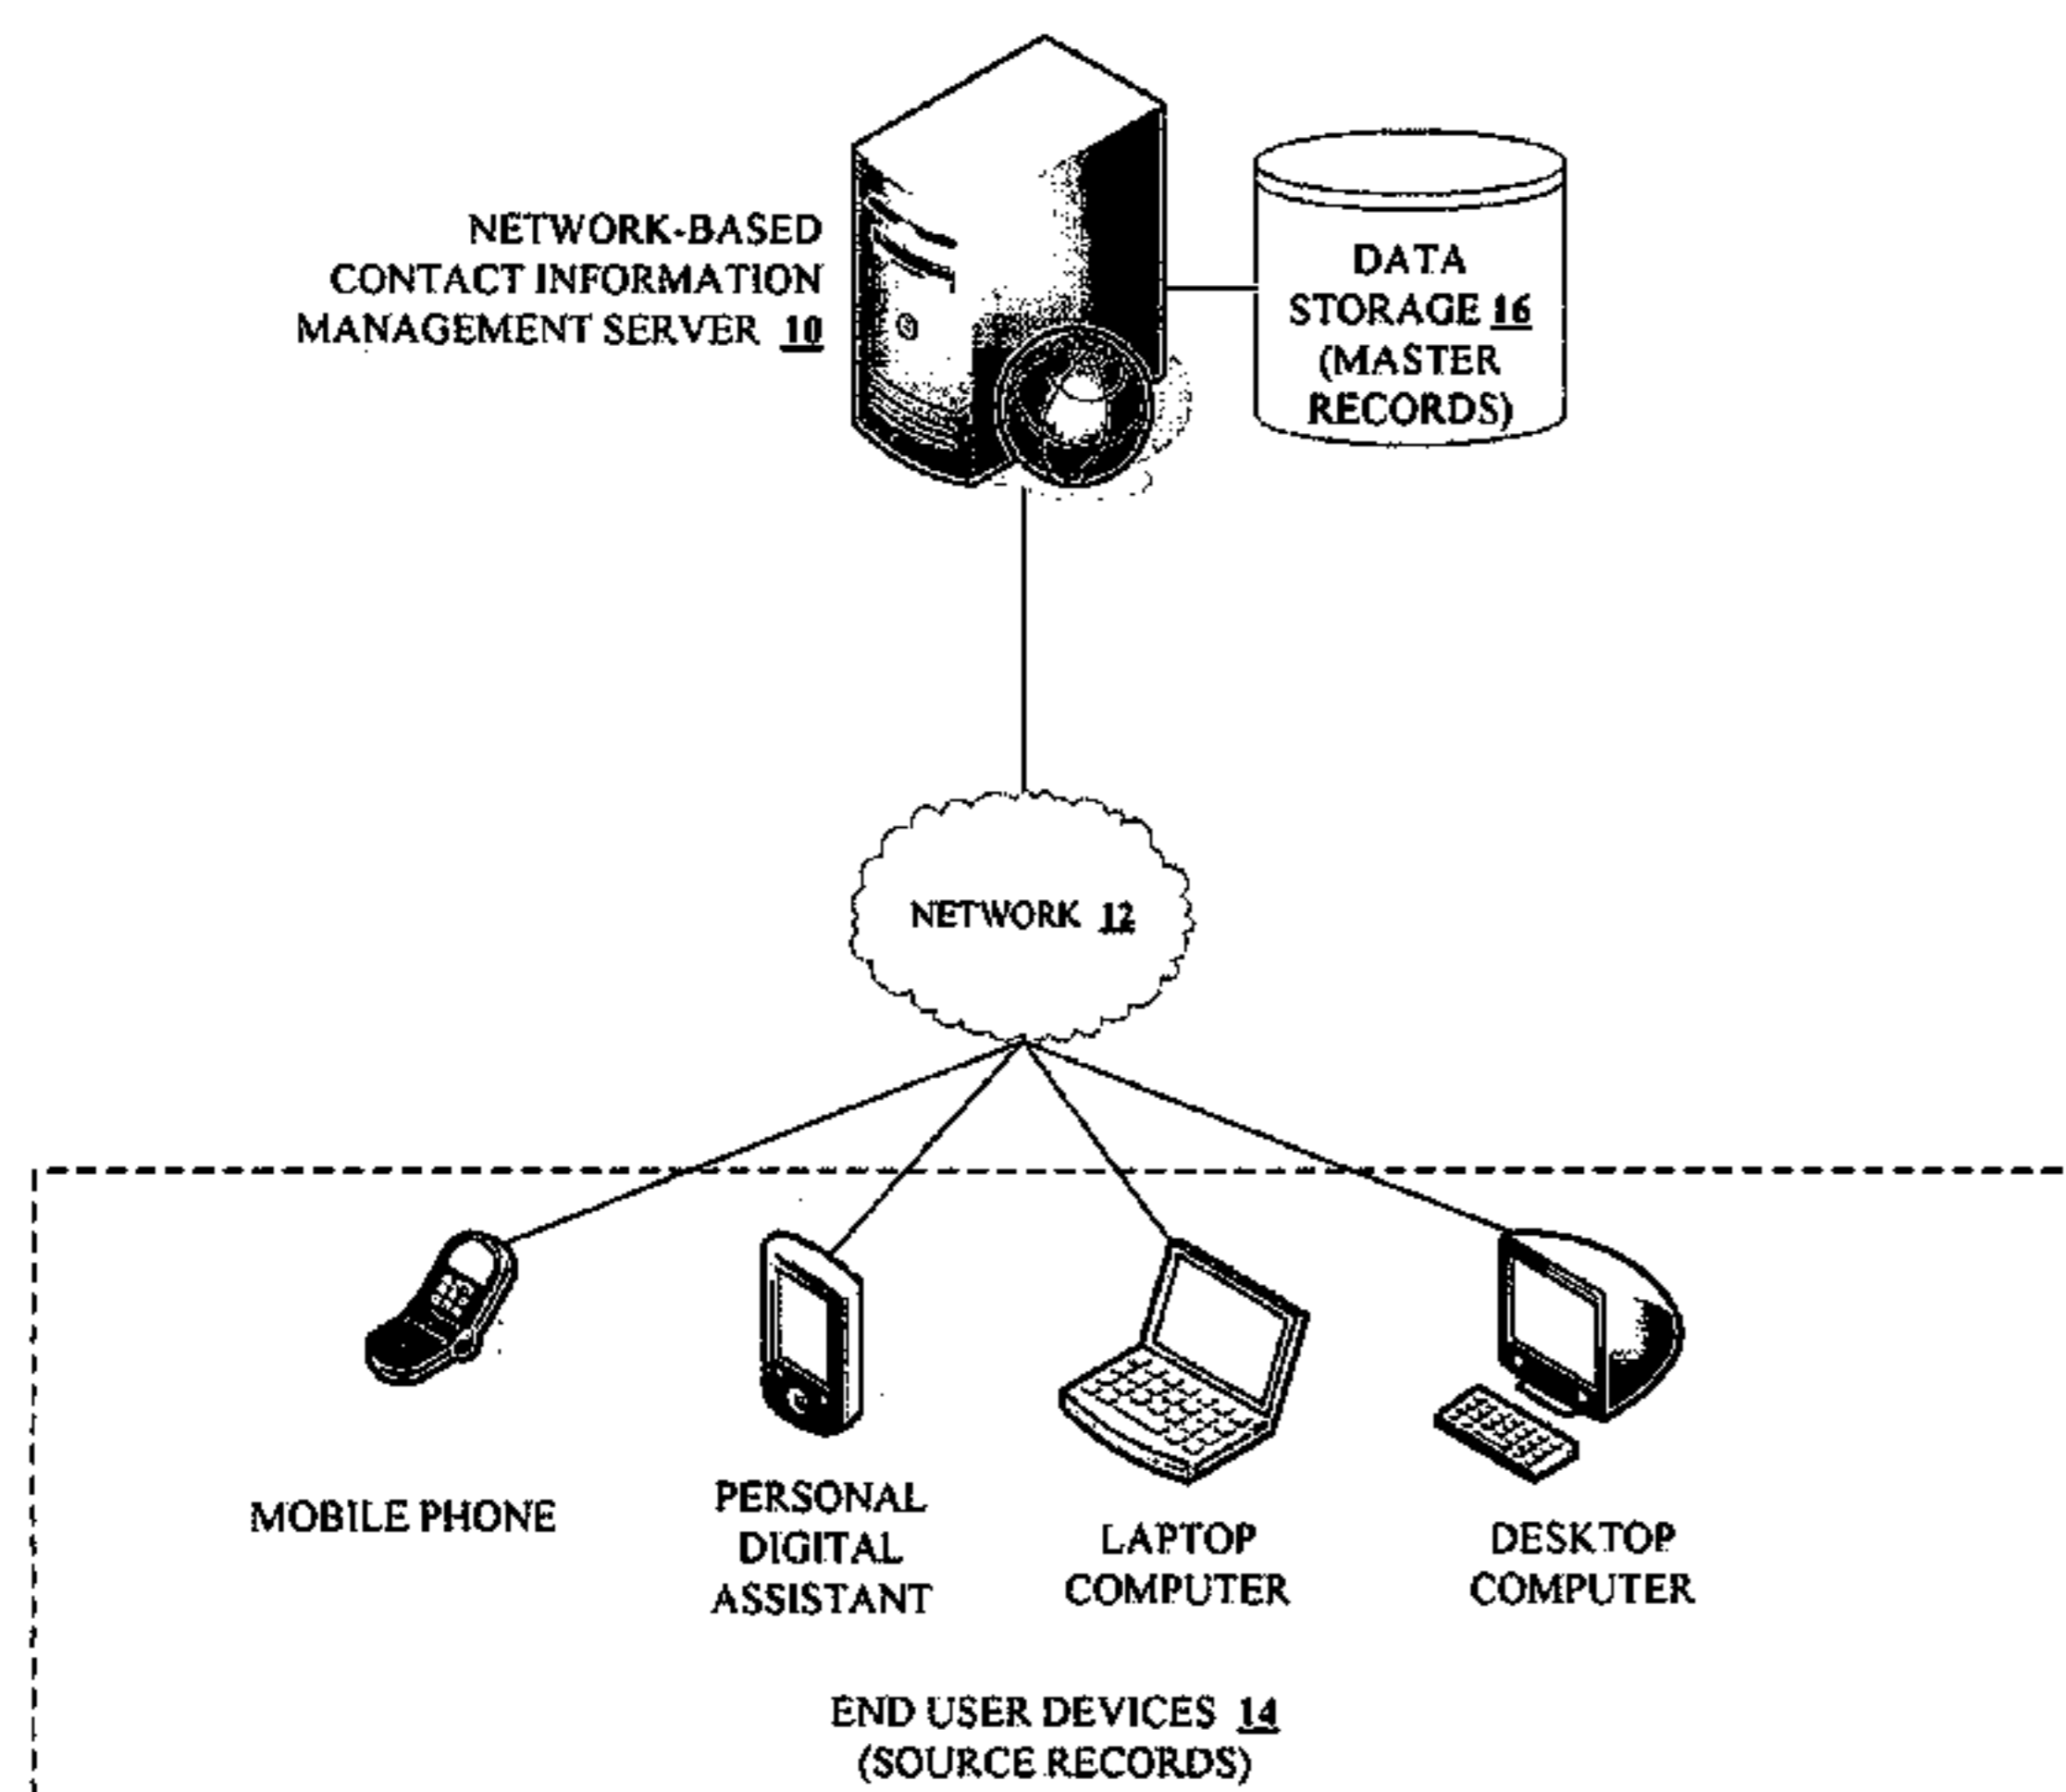 NETWORK-BASED
CONTACT INFORMATION
MANAGEMENT SERVER 10
DATA
STORAGE 16
(MASTER
RECORDS)
NETWORK 12
MOBILE PHONE
PERSONAL
DIGITAL
ASSISTANT
LAPTOP
COMPUTER
DESKTOP
COMPUTER
END USER DEVICES 14
(SOURCE RECORDS)